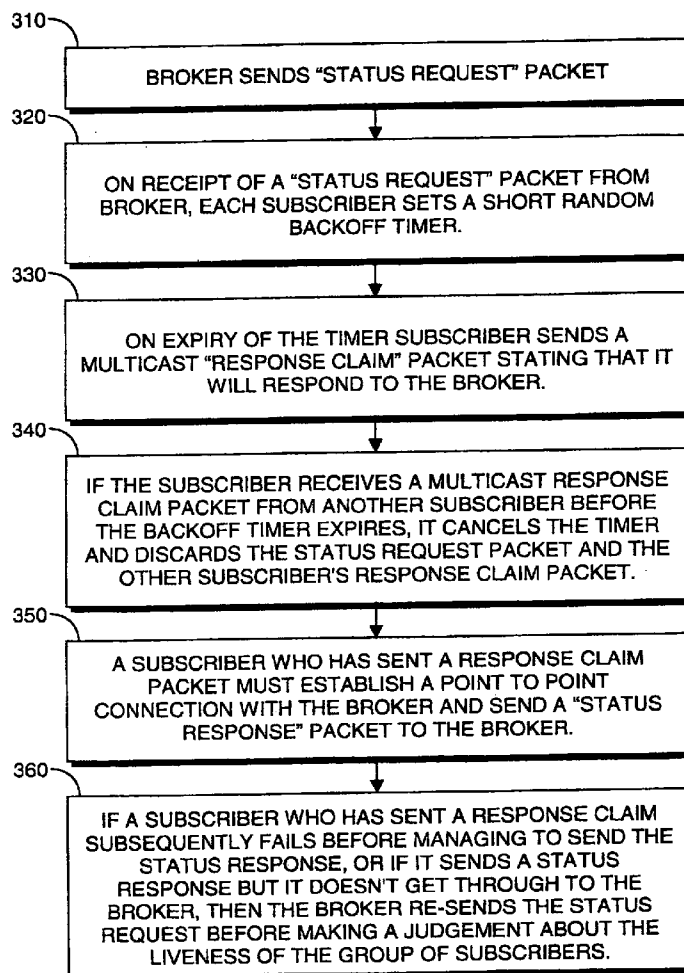 310
BROKER SENDS “STATUS REQUEST” PACKET
320
ON RECEIPT OF A “STATUS REQUEST” PACKET FROM
BROKER, EACH SUBSCRIBER SETS A SHORT RANDOM
BACKOFF TIMER.
330
ON EXPIRY OF THE TIMER SUBSCRIBER SENDS A
MULTICAST “RESPONSE CLAIM” PACKET STATING THAT IT
WILL RESPOND TO THE BROKER.
340
IF THE SUBSCRIBER RECEIVES A MULTICAST RESPONSE
CLAIM PACKET FROM ANOTHER SUBSCRIBER BEFORE
THE BACKOFF TIMER EXPIRES, IT CANCELS THE TIMER
AND DISCARDS THE STATUS REQUEST PACKET AND THE
OTHER SUBSCRIBER'S RESPONSE CLAIM PACKET.
350
A SUBSCRIBER WHO HAS SENT A RESPONSE CLAIM
PACKET MUST ESTABLISH A POINT TO POINT
CONNECTION WITH THE BROKER AND SEND A “STATUS
RESPONSE” PACKET TO THE BROKER.
360
IF A SUBSCRIBER WHO HAS SENT A RESPONSE CLAIM
SUBSEQUENTLY FAILS BEFORE MANAGING TO SEND THE
STATUS RESPONSE, OR IF IT SENDS A STATUS
RESPONSE BUT IT DOESN'T GET THROUGH TO THE
BROKER, THEN THE BROKER RE-SENDS THE STATUS
REQUEST BEFORE MAKING A JUDGEMENT ABOUT THE
LIVENESS OF THE GROUP OF SUBSCRIBERS.